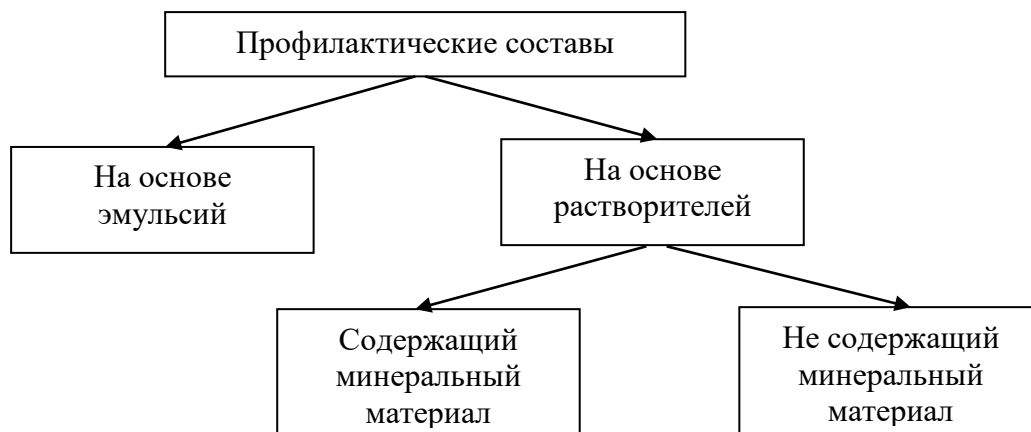 Профилактические составы
На основе
эмульсий
На основе
растворителей
Содержащий
минеральный
материал
Не содержащий
минеральный
материал